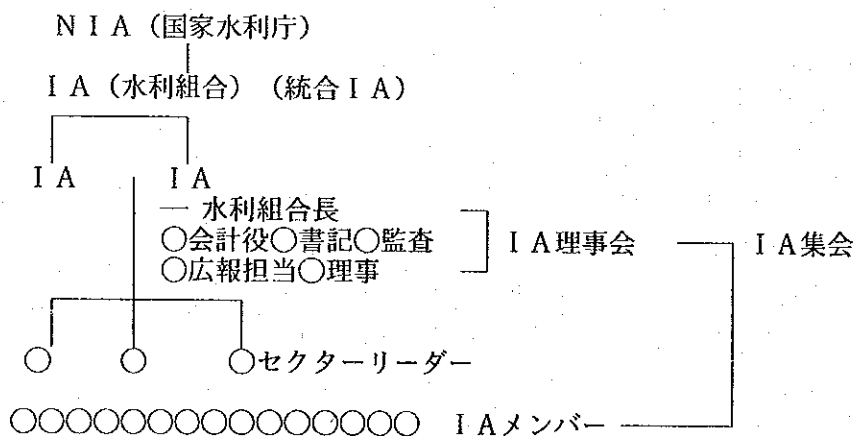 NIA（国家水利庁）
IA（水利組合）（統合IA）
IA IA
― 水利組合長
○会計役○書記○監査
○広報担当○理事
IA理事会
IA集会
○ ○ ○セクターリーダー
○○○○○○○○○○○○○○○ IAメンバー